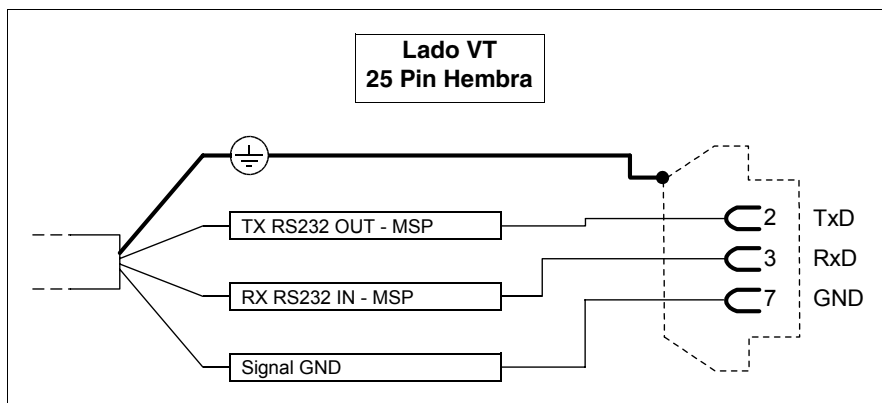 Lado VT
25 Pin Hembra
TX RS232 OUT - MSP
2 TxD
RX RS232 IN - MSP
3 RxD
Signal GND
7 GND